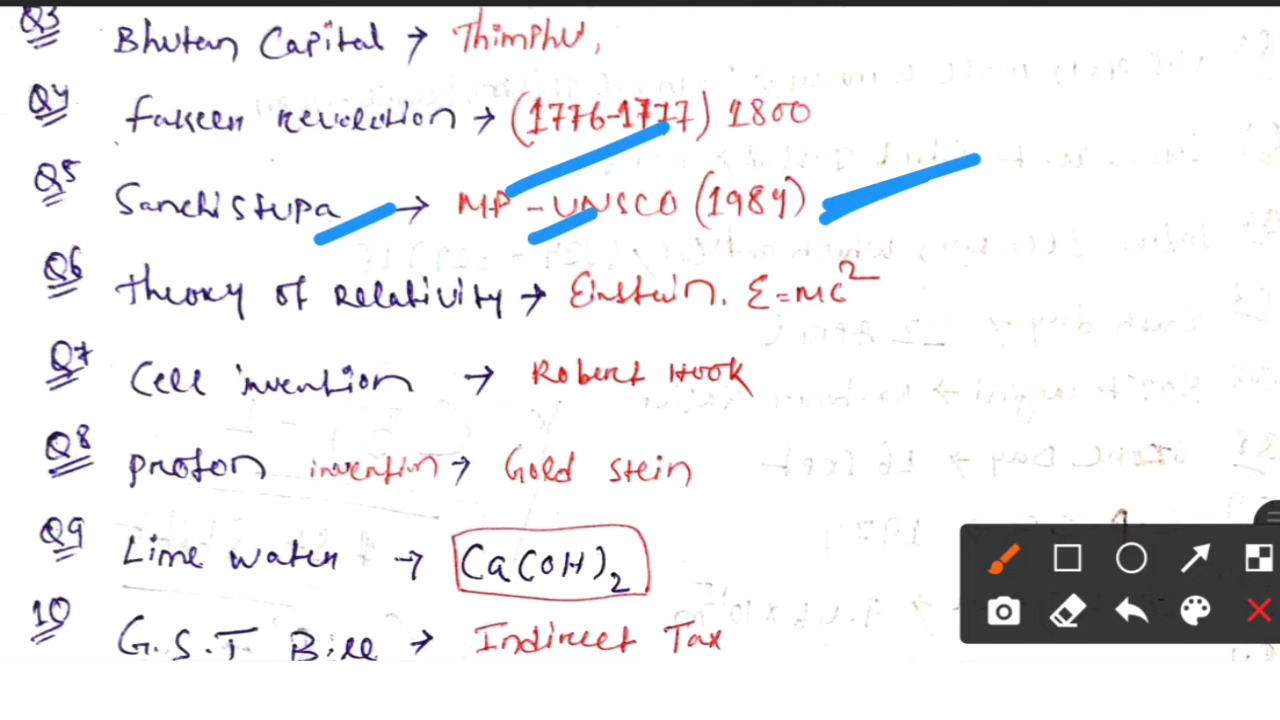 Q3 Bhutan Capital → Thimphu,
Q4 fakeer revolution → (1776-1777) 1800
Q5 Sanchi stupa → MP - UNSCO (1984)
Q6 theory of Relativity → Einstein. E=mc²
Q7 Cell invention → Robert Hook
Q8 proton invention → Gold stein
Q9 Lime water → Ca(OH)₂
10 G.S.T Bill → Indirect Tax